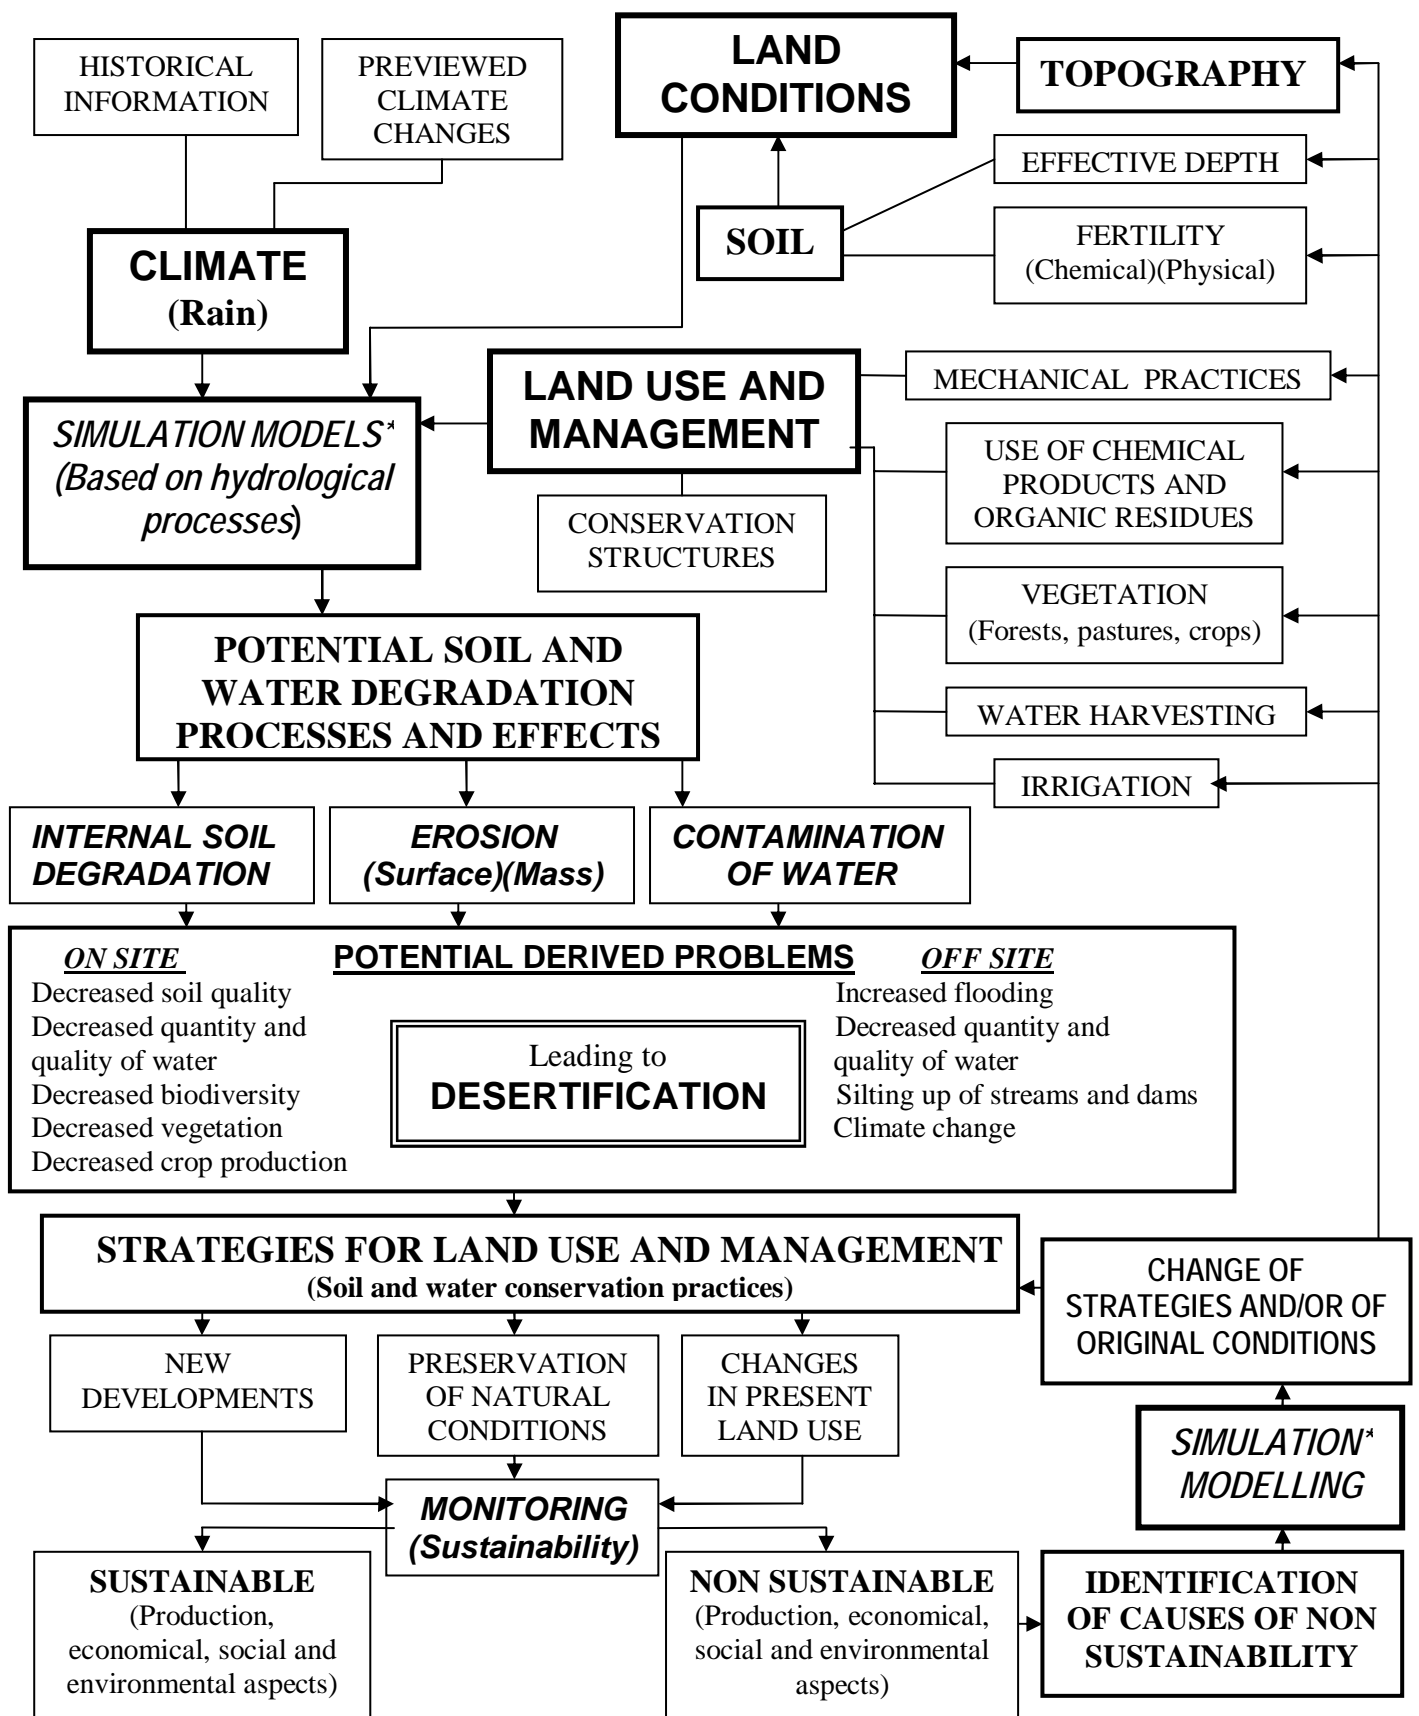 HISTORICAL
INFORMATION
PREVIEWED
CLIMATE
CHANGES
LAND
CONDITIONS
TOPOGRAPHY
EFFECTIVE DEPTH
SOIL
FERTILITY
(Chemical)(Physical)
CLIMATE
(Rain)
LAND USE AND
MANAGEMENT
MECHANICAL PRACTICES
SIMULATION MODELS*
(Based on hydrological
processes)
USE OF CHEMICAL
PRODUCTS AND
ORGANIC RESIDUES
CONSERVATION
STRUCTURES
VEGETATION
(Forests, pastures, crops)
POTENTIAL SOIL AND
WATER DEGRADATION
PROCESSES AND EFFECTS
WATER HARVESTING
IRRIGATION
INTERNAL SOIL
DEGRADATION
EROSION
(Surface)(Mass)
CONTAMINATION
OF WATER
POTENTIAL DERIVED PROBLEMS
ON SITE
Decreased soil quality
Decreased quantity and
quality of water
Decreased biodiversity
Decreased vegetation
Decreased crop production
Leading to
DESERTIFICATION
OFF SITE
Increased flooding
Decreased quantity and
quality of water
Silting up of streams and dams
Climate change
STRATEGIES FOR LAND USE AND MANAGEMENT
(Soil and water conservation practices)
CHANGE OF
STRATEGIES AND/OR OF
ORIGINAL CONDITIONS
NEW
DEVELOPMENTS
PRESERVATION
OF NATURAL
CONDITIONS
CHANGES
IN PRESENT
LAND USE
SIMULATION*
MODELLING
MONITORING
(Sustainability)
SUSTAINABLE
(Production,
economical, social and
environmental aspects)
NON SUSTAINABLE
(Production, economical,
social and environmental
aspects)
IDENTIFICATION
OF CAUSES OF NON
SUSTAINABILITY